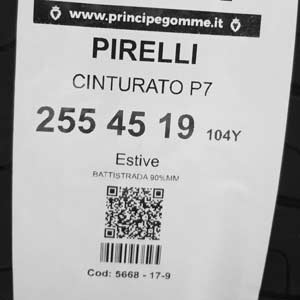 www.principegomme.it
PIRELLI
CINTURATO P7
255 45 19 104Y
Estive
BATTISTRADA 90%MM
Cod: 5668 - 17-9